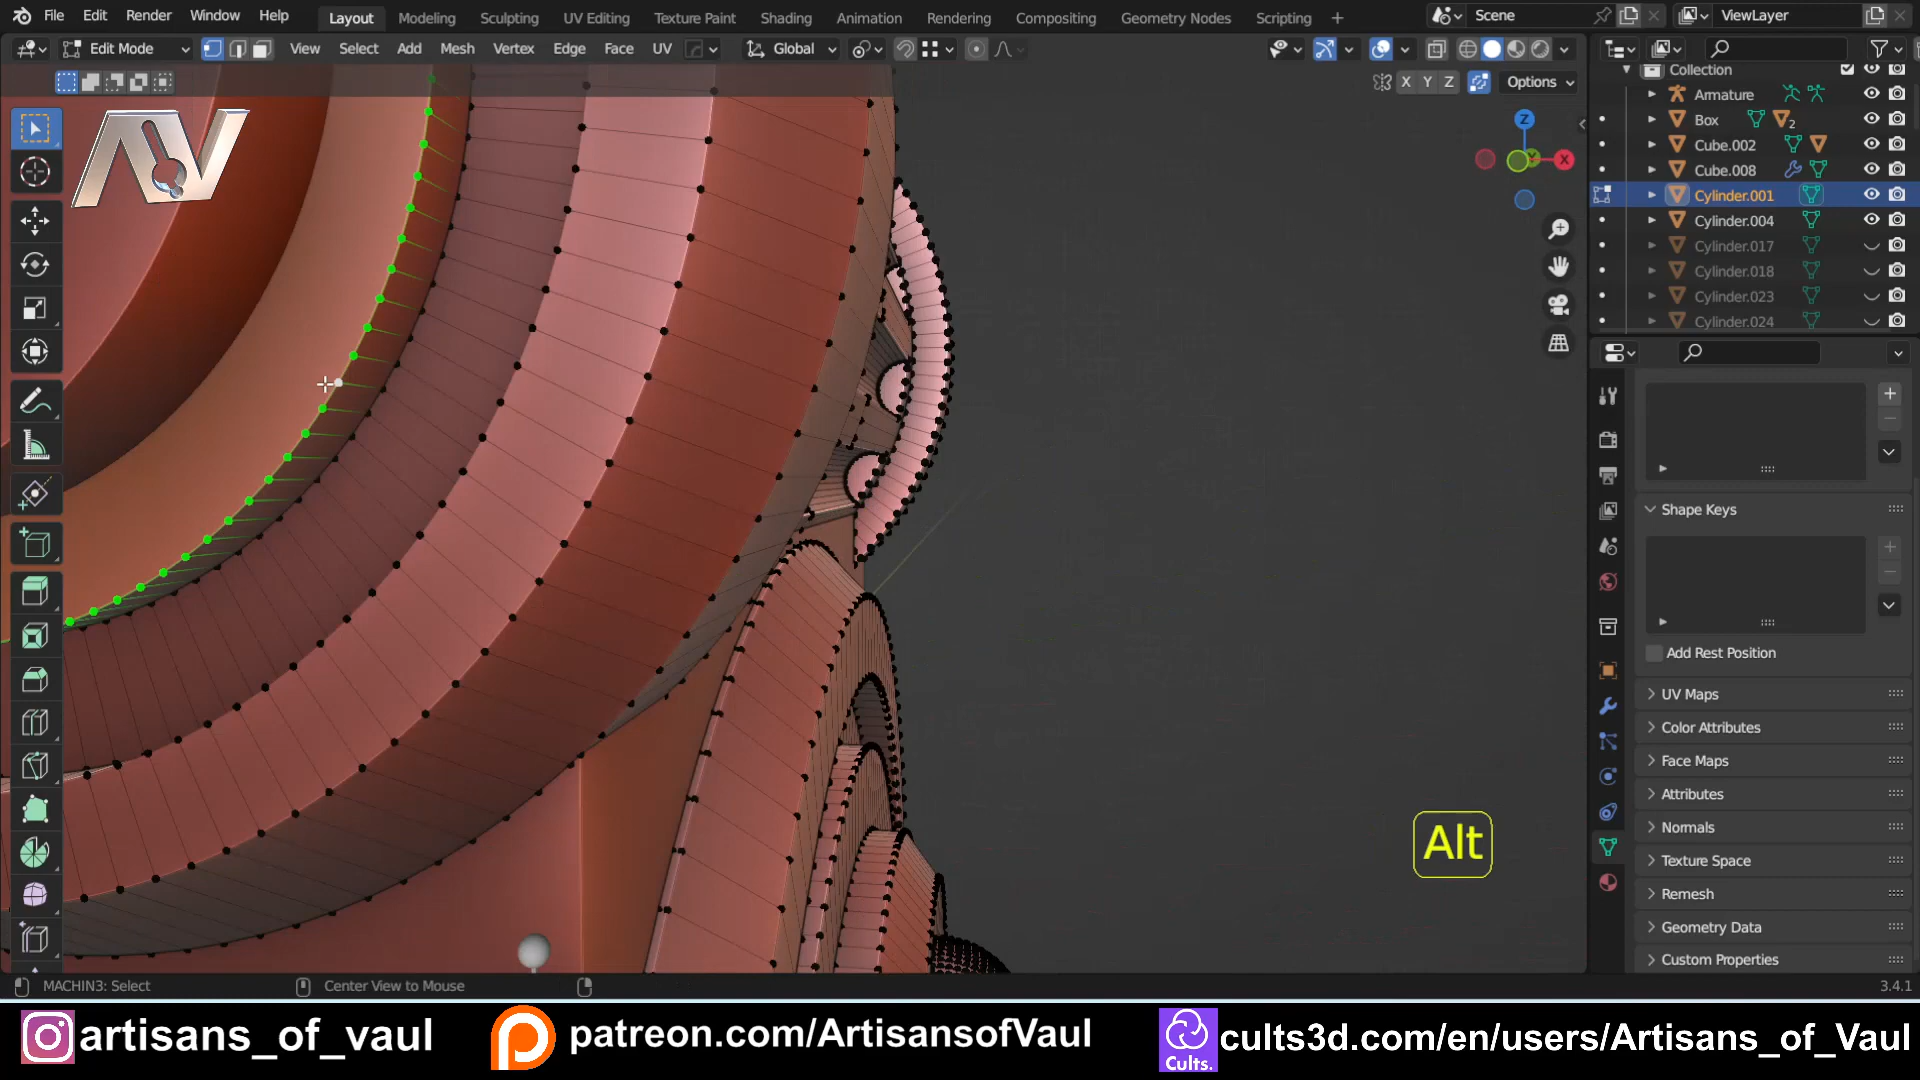 File Edit Render Window Help Layout Modeling Sculpting UV Editing Texture Paint Shading Animation Rendering Compositing Geometry Nodes Scripting + Scene ViewLayer
Edit Mode View Select Add Mesh Vertex Edge Face UV Global
X Y Z Options
Collection
Armature
Box 2
Cube.002
Cube.008
Cylinder.001
Cylinder.004
Cylinder.017
Cylinder.018
Cylinder.023
Cylinder.024
AV
Z
X
Shape Keys
Add Rest Position
UV Maps
Color Attributes
Face Maps
Attributes
Normals
Texture Space
Remesh
Geometry Data
Custom Properties
Alt
MACHIN3: Select Center View to Mouse 3.4.1
artisans_of_vaul patreon.com/ArtisansofVaul Cults. cults3d.com/en/users/Artisans_of_Vaul